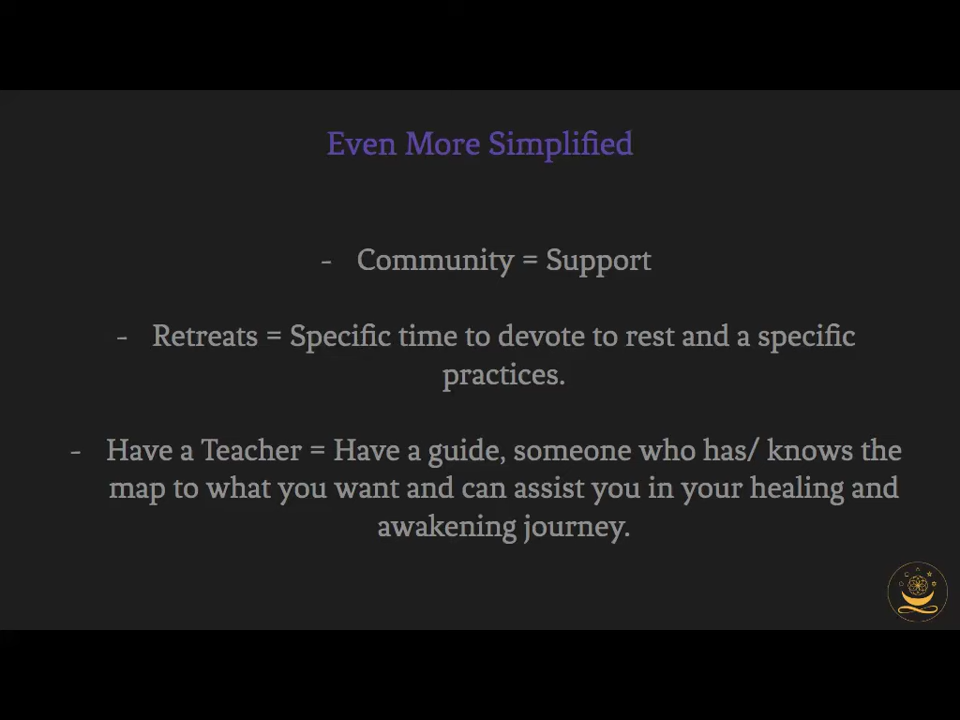 Even More Simplified
- Community = Support
- Retreats = Specific time to devote to rest and a specific
practices.
- Have a Teacher = Have a guide, someone who has/ knows the
map to what you want and can assist you in your healing and
awakening journey.